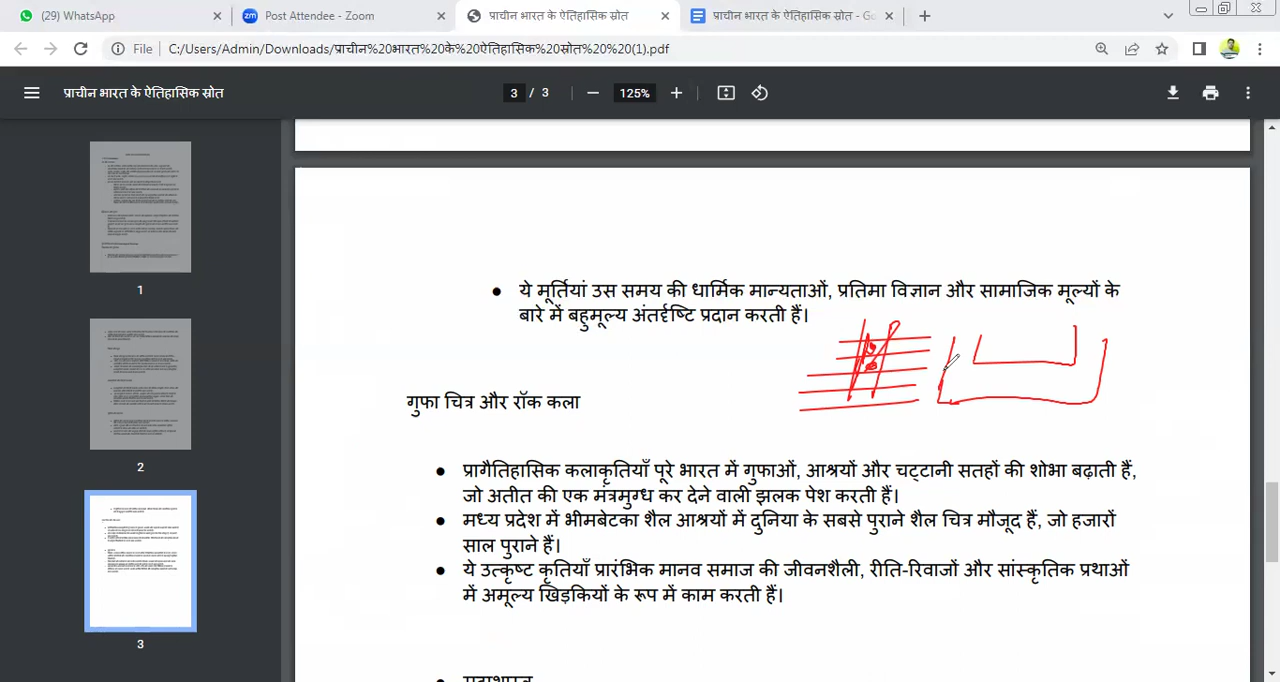 (29) WhatsApp
Post Attendee - Zoom
प्राचीन भारत के ऐतिहासिक स्रोत
प्राचीन भारत के ऐतिहासिक स्रोत - Go
File
C:/Users/Admin/Downloads/प्राचीन%20भारत%20के%20ऐतिहासिक%20स्रोत%20%20(1).pdf
प्राचीन भारत के ऐतिहासिक स्रोत
3 / 3
125%
1
2
3
ये मूर्तियां उस समय की धार्मिक मान्यताओं, प्रतिमा विज्ञान और सामाजिक मूल्यों के
बारे में बहुमूल्य अंतर्दृष्टि प्रदान करती हैं।
गुफा चित्र और रॉक कला
प्रागैतिहासिक कलाकृतियाँ पूरे भारत में गुफाओं, आश्रयों और चट्टानी सतहों की शोभा बढ़ाती हैं,
जो अतीत की एक मंत्रमुग्ध कर देने वाली झलक पेश करती हैं।
मध्य प्रदेश के भीमबेटका शैल आश्रयों में दुनिया के सबसे पुराने शैल चित्र मौजूद हैं, जो हजारों
साल पुराने हैं।
ये उत्कृष्ट कृतियां प्रारंभिक मानव समाज की जीवनशैली, रीति-रिवाजों और सांस्कृतिक प्रथाओं
में अमूल्य खिड़कियों के रूप में काम करती हैं।